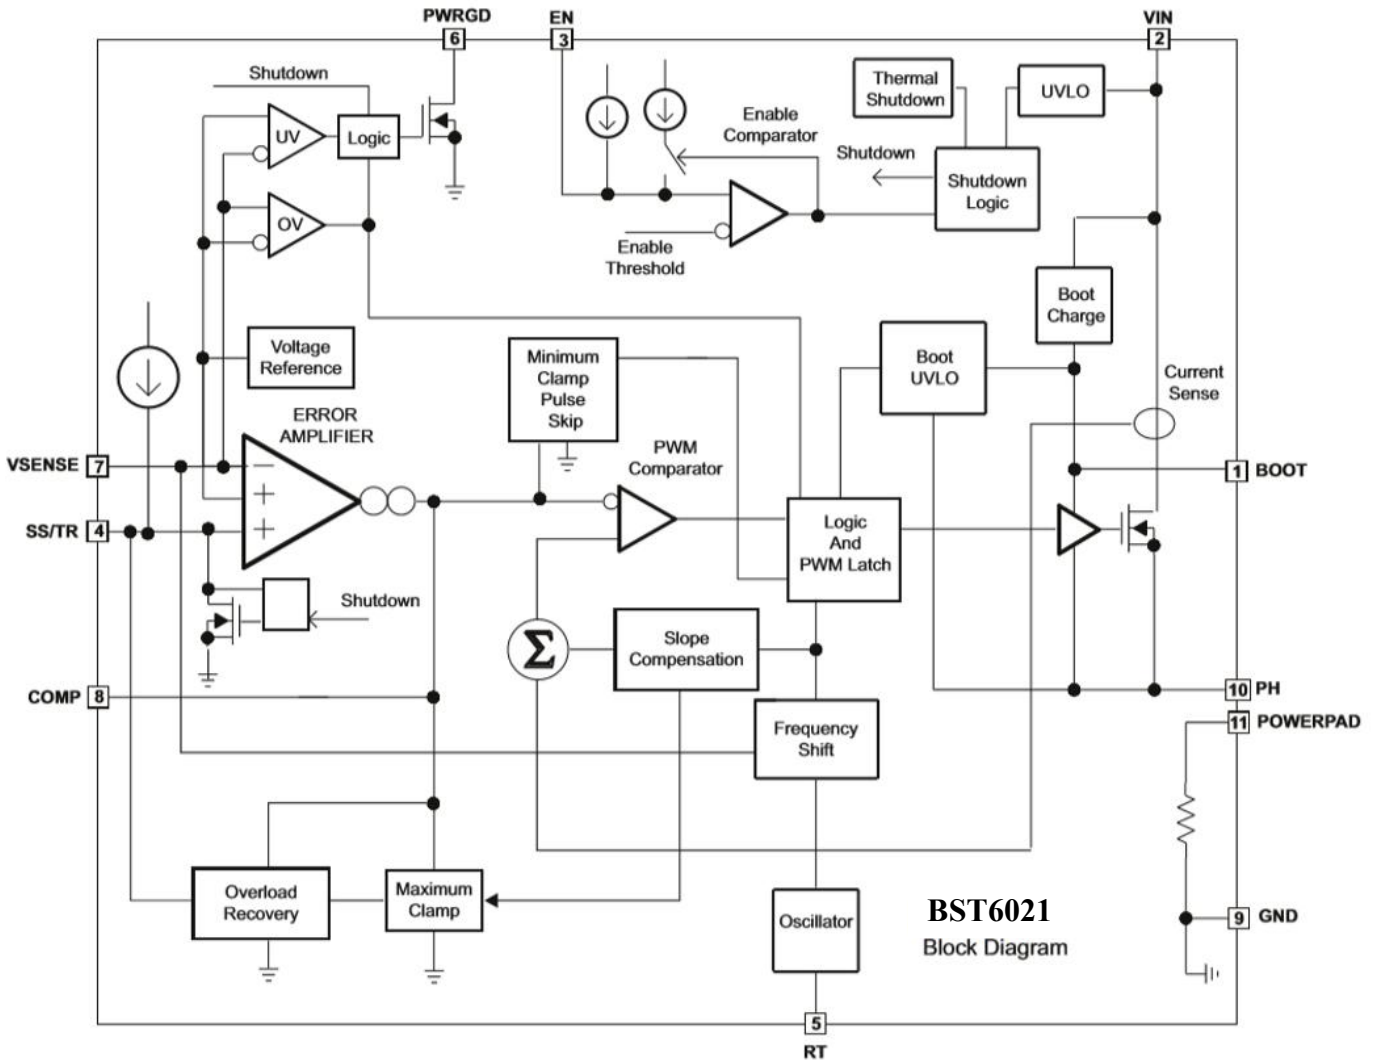 PWRGD
EN
VIN
6
3
2
Shutdown
Thermal
Shutdown
UVLO
Enable
Comparator
UV
Logic
Shutdown
Shutdown
Logic
OV
Enable
Threshold
Boot
Charge
Voltage
Reference
Minimum
Clamp
Pulse
Skip
Boot
UVLO
Current
Sense
ERROR
AMPLIFIER
PWM
Comparator
VSENSE 7
1 BOOT
−
+
+
SS/TR 4
Logic
And
PWM Latch
Shutdown
Σ
Slope
Compensation
COMP 8
10 PH
11 POWERPAD
Frequency
Shift
Overload
Recovery
Maximum
Clamp
Oscillator
BST6021
Block Diagram
9 GND
5
RT